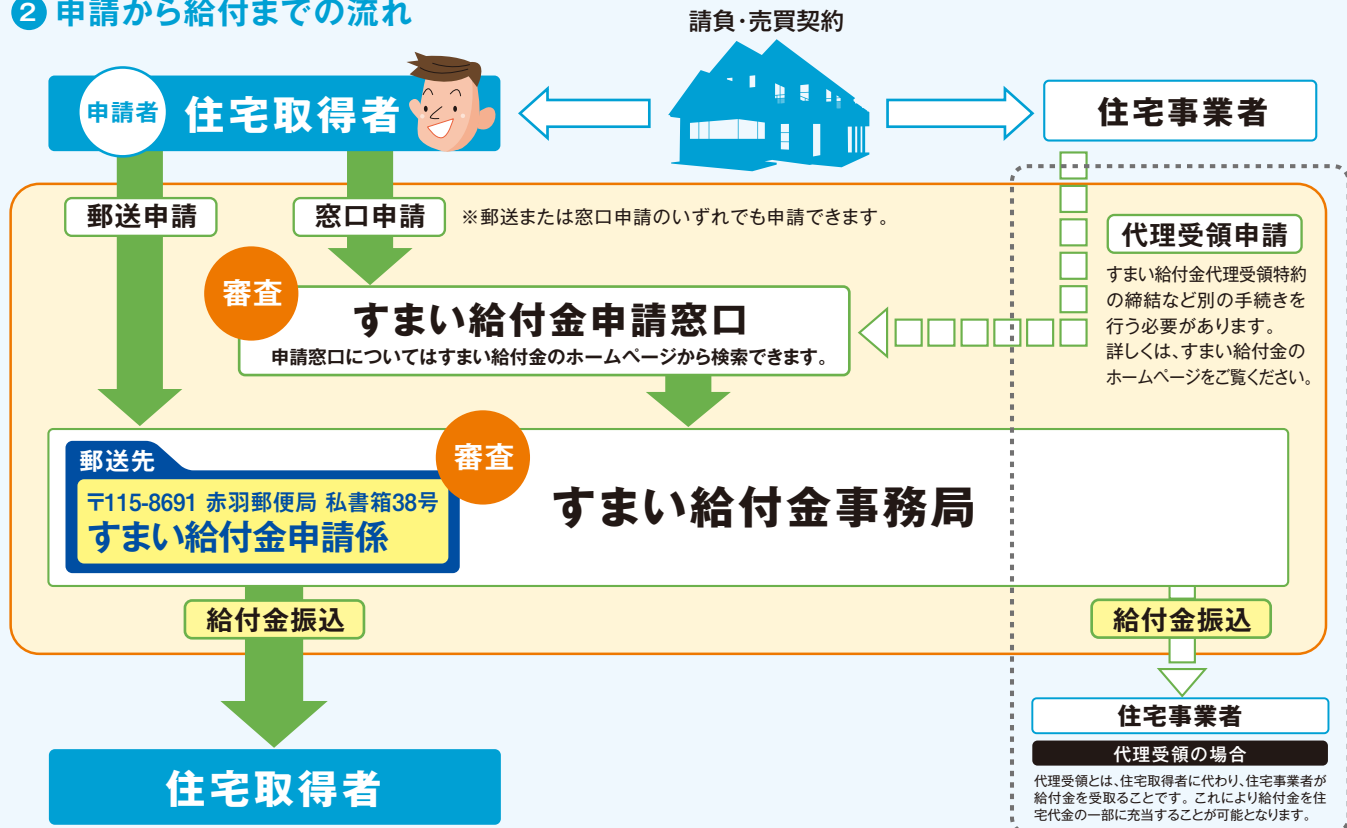 ❷ 申請から給付までの流れ
請負・売買契約
申請者
住宅取得者
住宅事業者
郵送申請
窓口申請
※郵送または窓口申請のいずれでも申請できます。
代理受領申請
すまい給付金代理受領特約
の締結など別の手続きを
行う必要があります。
詳しくは、すまい給付金の
ホームページをご覧ください。
審査
すまい給付金申請窓口
申請窓口についてはすまい給付金のホームページから検索できます。
審査
郵送先
〒115-8691 赤羽郵便局 私書箱38号
すまい給付金申請係
すまい給付金事務局
給付金振込
給付金振込
住宅取得者
住宅事業者
代理受領の場合
代理受領とは、住宅取得者に代わり、住宅事業者が
給付金を受取ることです。これにより給付金を住
宅代金の一部に充当することが可能となります。